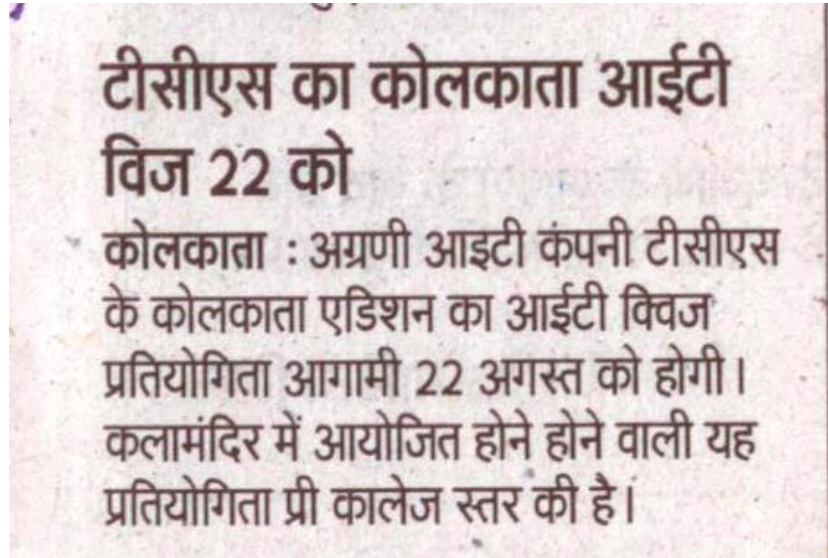 टीसीएस का कोलकाता आईटी
विज 22 को
कोलकाता : अग्रणी आइटी कंपनी टीसीएस
के कोलकाता एडिशन का आईटी क्विज
प्रतियोगिता आगामी 22 अगस्त को होगी।
कलामंदिर में आयोजित होने होने वाली यह
प्रतियोगिता प्री कालेज स्तर की है।